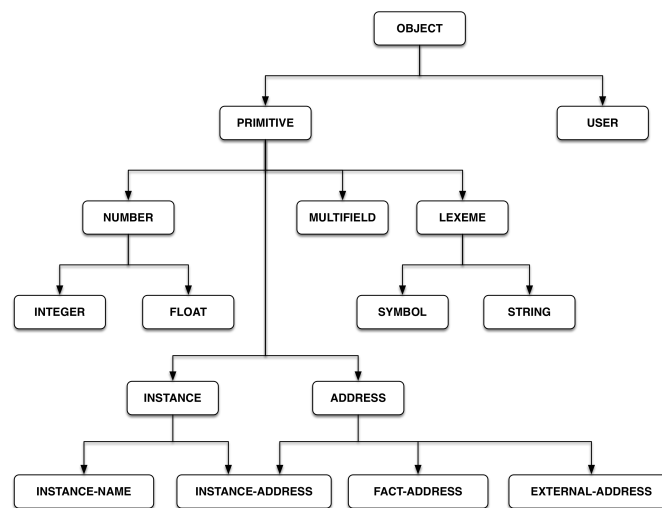 OBJECT
PRIMITIVE
USER
NUMBER
MULTIFIELD
LEXEME
INTEGER
FLOAT
SYMBOL
STRING
INSTANCE
ADDRESS
INSTANCE-NAME
INSTANCE-ADDRESS
FACT-ADDRESS
EXTERNAL-ADDRESS